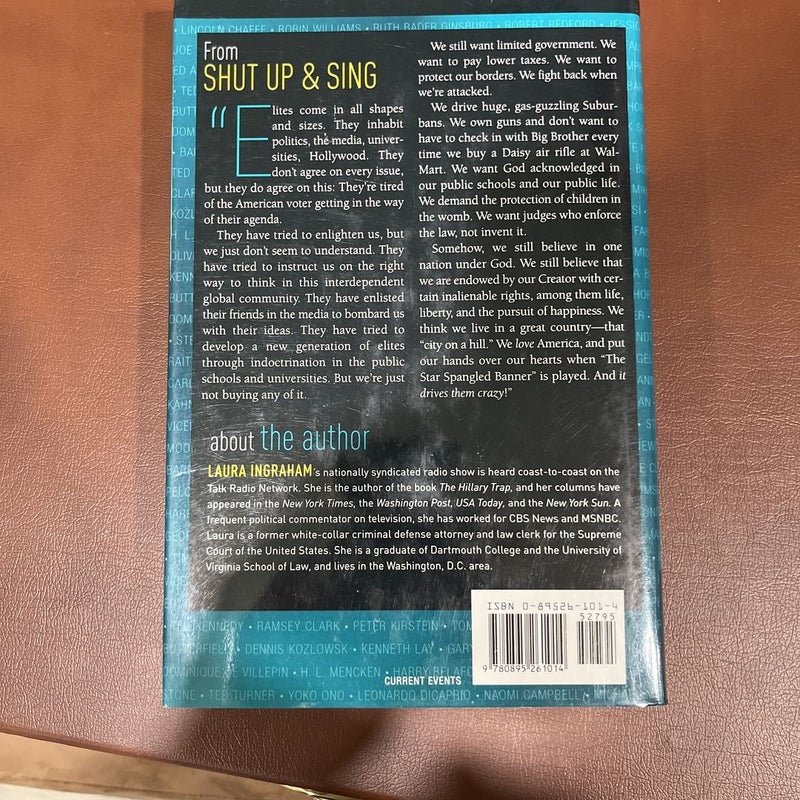 • LINCOLN CHAFEE • ROBIN WILLIAMS • RUTH BADER GINSBURG • ROBERT REDFORD • JESSI
From
SHUT UP & SING
“Elites come in all shapes
and sizes. They inhabit
politics, the media, univer-
sities, Hollywood. They
don't agree on every issue,
but they do agree on this: They're tired
of the American voter getting in the way
of their agenda.
They have tried to enlighten us, but
we just don't seem to understand. They
have tried to instruct us on the right
way to think in this interdependent
global community. They have enlisted
their friends in the media to bombard us
with their ideas. They have tried to
develop a new generation of elites
through indoctrination in the public
schools and universities. But we're just
not buying any of it.
We still want limited government. We
want to pay lower taxes. We want to
protect our borders. We fight back when
we're attacked.
We drive huge, gas-guzzling Subur-
bans. We own guns and don't want to
have to check in with Big Brother every
time we buy a Daisy air rifle at Wal-
Mart. We want God acknowledged in
our public schools and our public life.
We demand the protection of children in
the womb. We want judges who enforce
the law, not invent it.
Somehow, we still believe in one
nation under God. We still believe that
we are endowed by our Creator with cer-
tain inalienable rights, among them life,
liberty, and the pursuit of happiness. We
think we live in a great country—that
“city on a hill.” We love America, and put
our hands over our hearts when “The
Star Spangled Banner” is played. And it
drives them crazy!”
about the author
LAURA INGRAHAM's nationally syndicated radio show is heard coast-to-coast on the
Talk Radio Network. She is the author of the book The Hillary Trap, and her columns have
appeared in the New York Times, the Washington Post, USA Today, and the New York Sun. A
frequent political commentator on television, she has worked for CBS News and MSNBC.
Laura is a former white-collar criminal defense attorney and law clerk for the Supreme
Court of the United States. She is a graduate of Dartmouth College and the University of
Virginia School of Law, and lives in the Washington, D.C. area.
ISBN 0-89526-101-4
52795
9 780895 261014
KENNEDY • RAMSEY CLARK • PETER KIRSTEIN • TOM
BUTTERFIELD • DENNIS KOZLOWSK • KENNETH LAY • GARY
DOMINIQUE DE VILLEPIN • H. L. MENCKEN • HARRY BELAFO
CURRENT EVENTS
STONE • TED TURNER • YOKO ONO • LEONARDO DICAPRIO • NAOMI CAMPBELL • MICHAE